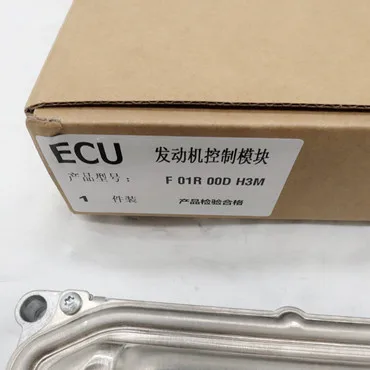 ECU 发动机控制模块
产品型号： F 01R 00D H3M
1 件装 产品检验合格